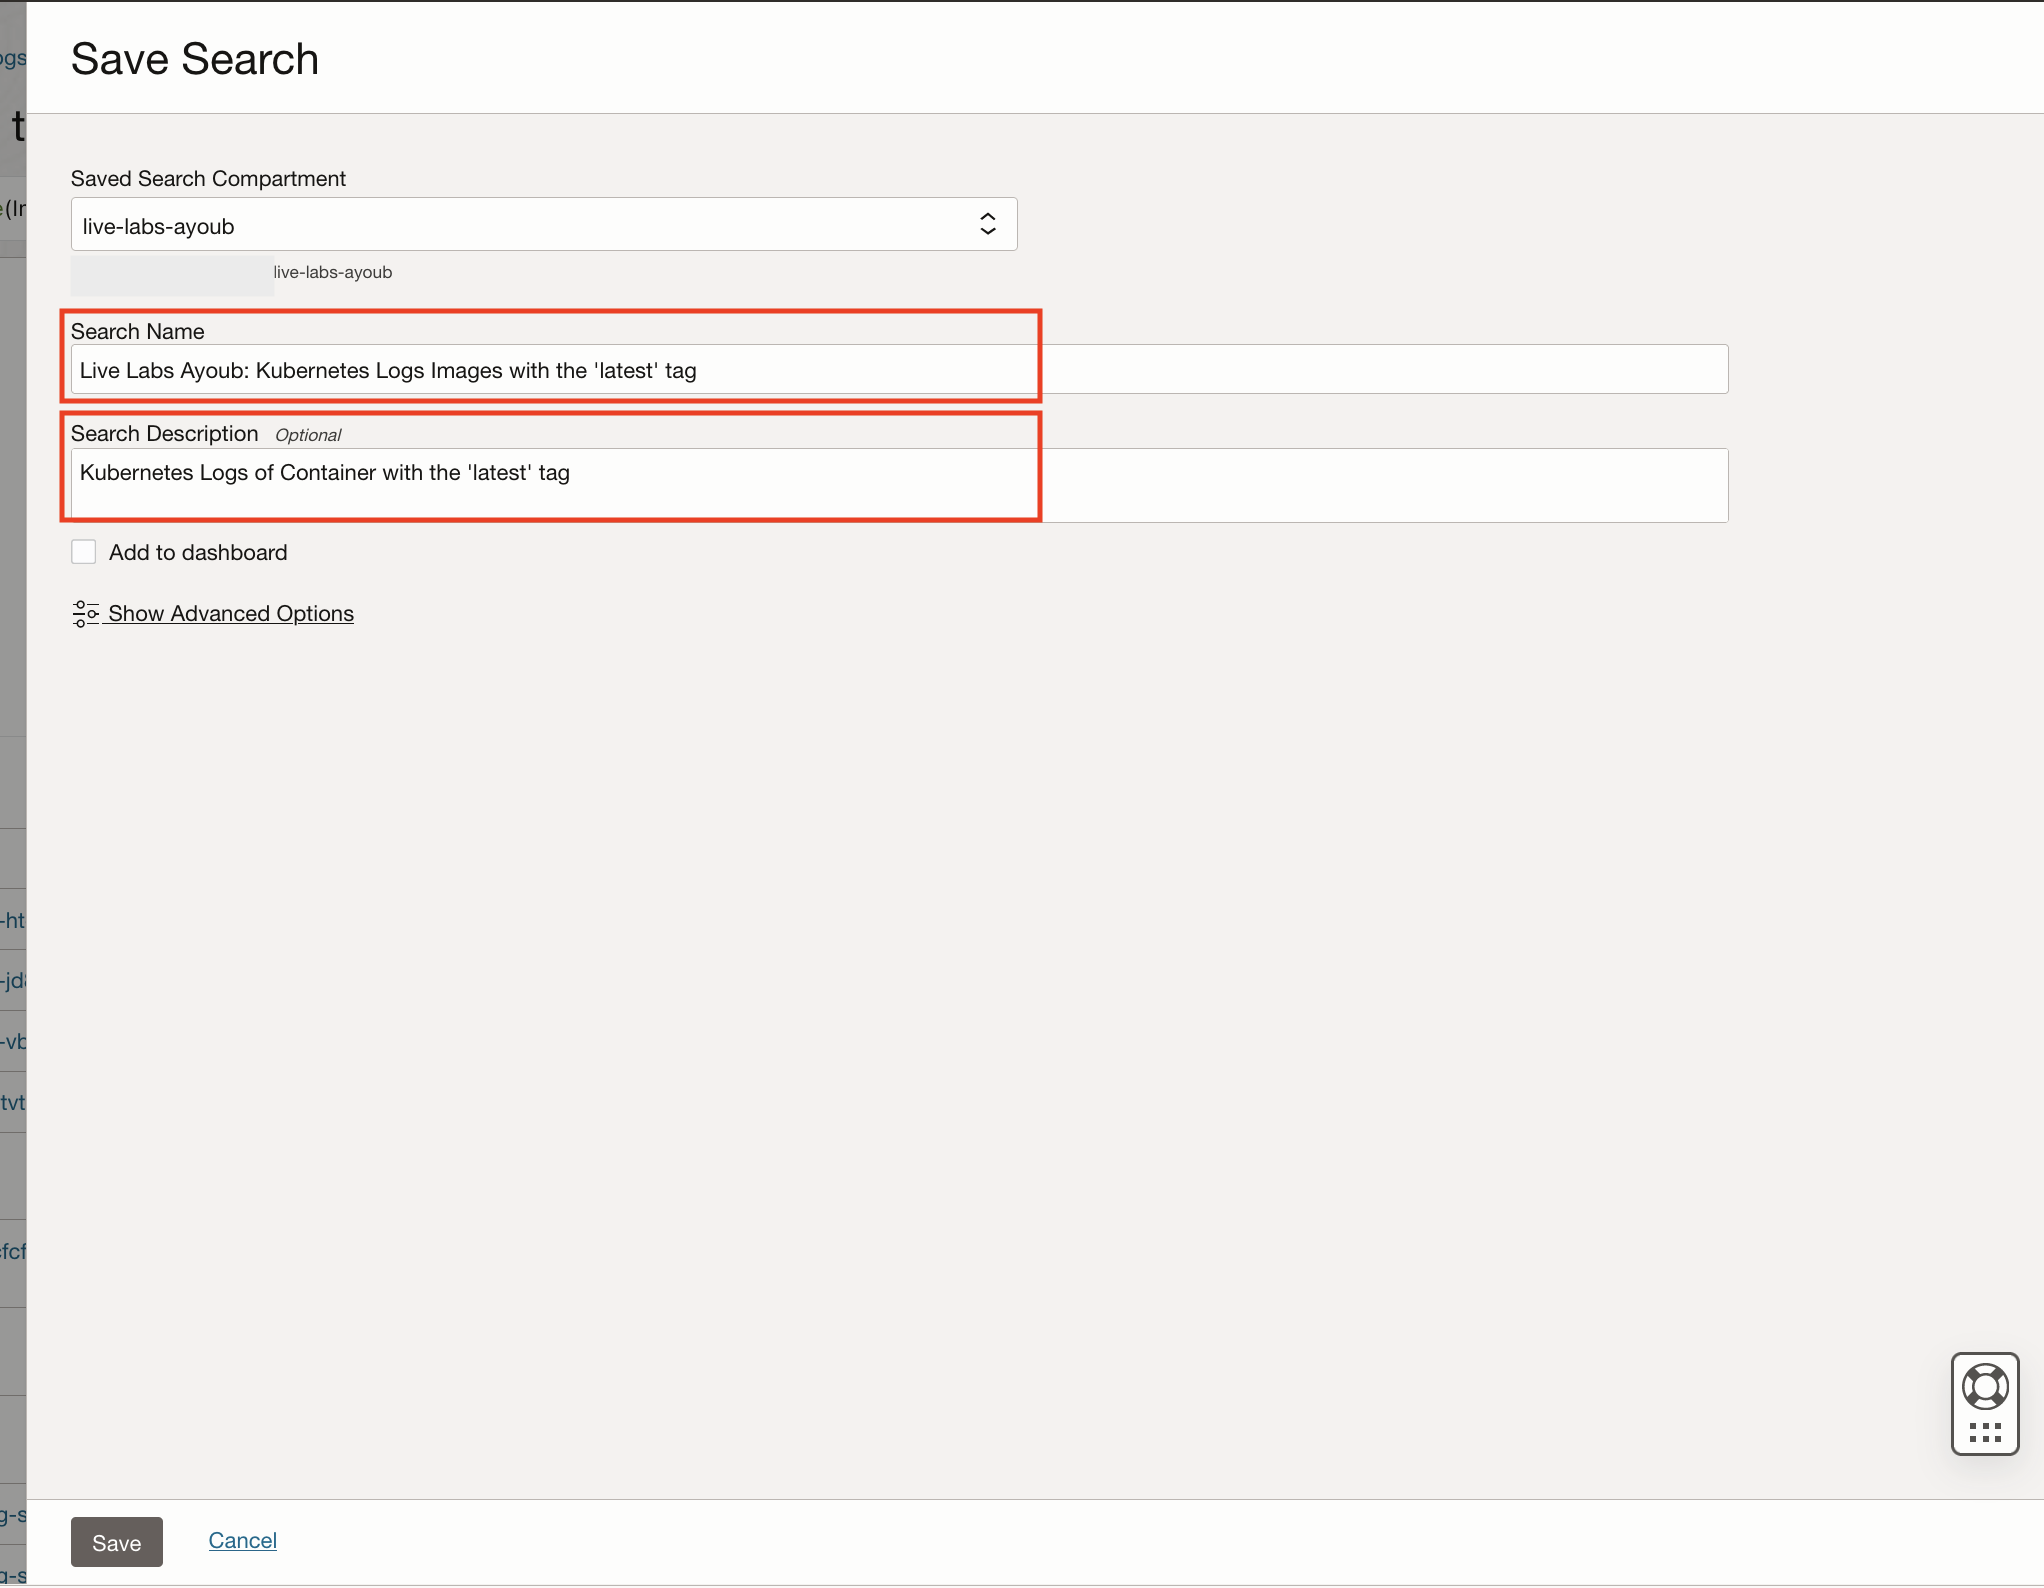 Save Search
Saved Search Compartment
live-labs-ayoub
live-labs-ayoub
Search Name
Live Labs Ayoub: Kubernetes Logs Images with the 'latest' tag
Search Description Optional
Kubernetes Logs of Container with the 'latest' tag
Add to dashboard
Show Advanced Options
Save Cancel